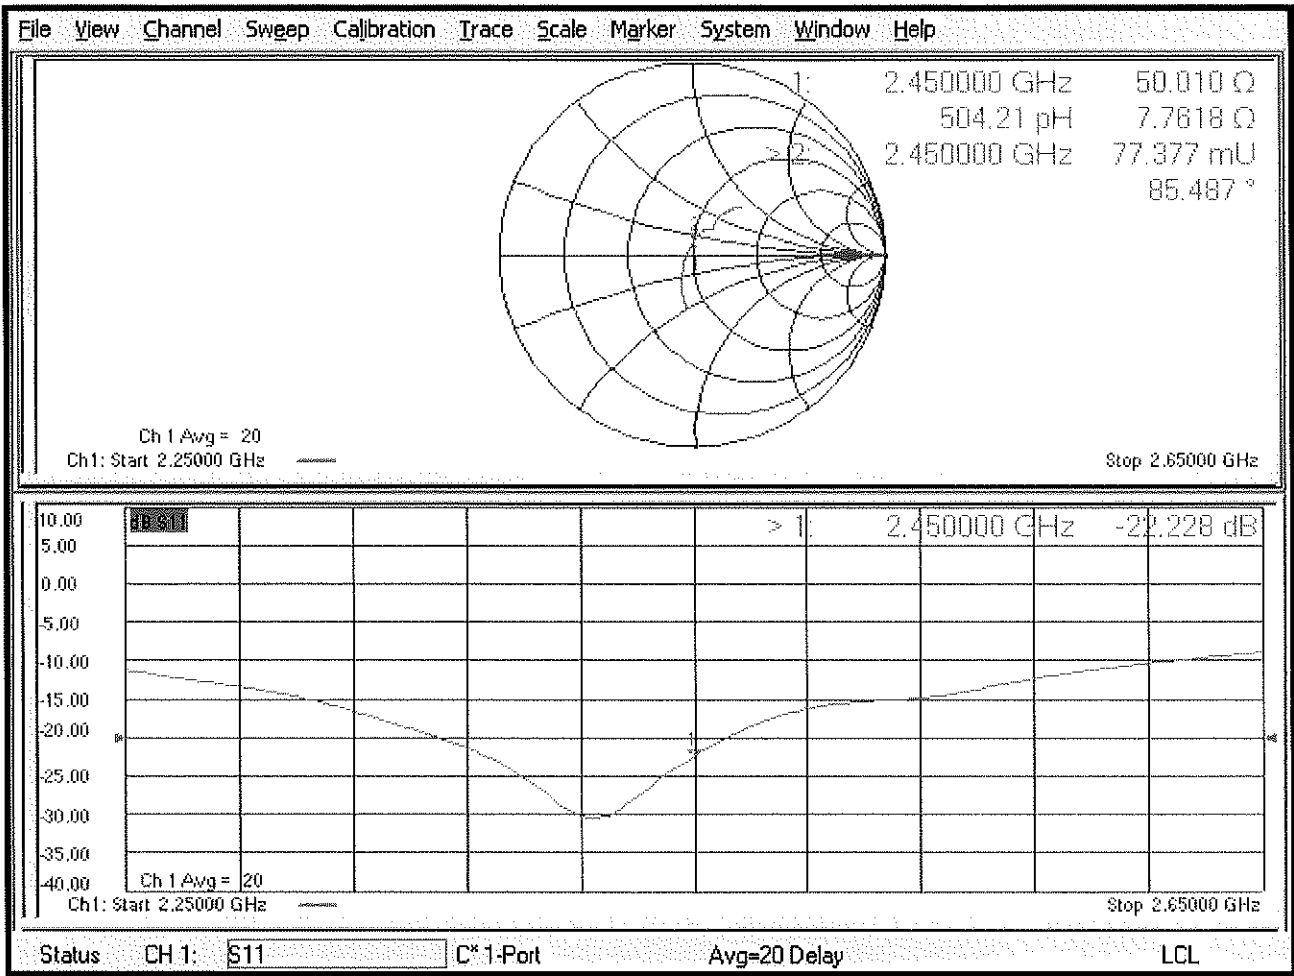 File View Channel Sweep Calibration Trace Scale Marker System Window Help
1: 2.450000 GHz 50.010 Ω
504.21 pH 7.7618 Ω
> 2: 2.450000 GHz 77.377 mU
85.487 °
Ch 1 Avg = 20
Ch1: Start 2.25000 GHz
Stop 2.65000 GHz
10.00
dB S11
> 1: 2.450000 GHz -22.228 dB
5.00
0.00
-5.00
-10.00
-15.00
-20.00
1
-25.00
-30.00
-35.00
-40.00
Ch 1 Avg = 20
Ch1: Start 2.25000 GHz
Stop 2.65000 GHz
Status CH 1: S11 C* 1-Port Avg=20 Delay LCL